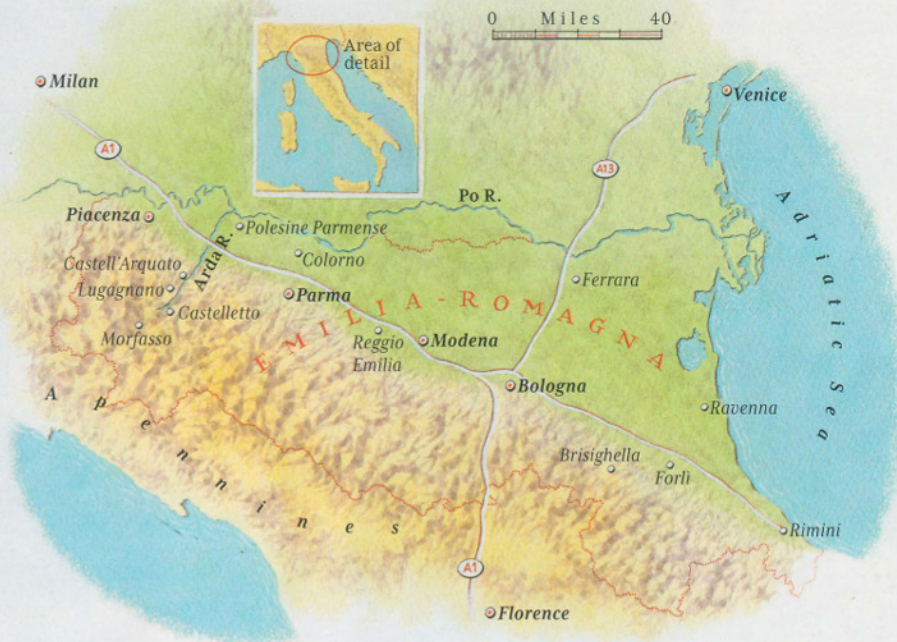 0 Miles 40
Area of
detail
Milan
Venice
A1
A13
Po R.
Piacenza
Polesine Parmense
Arda R.
Colorno
Castell'Arquato
Lugagnano
Castelletto
Morfasso
Parma
Ferrara
EMILIA-ROMAGNA
Reggio
Emilia
Modena
Bologna
Adriatic Sea
Apennines
Ravenna
Brisighella
Forlì
Rimini
A1
Florence